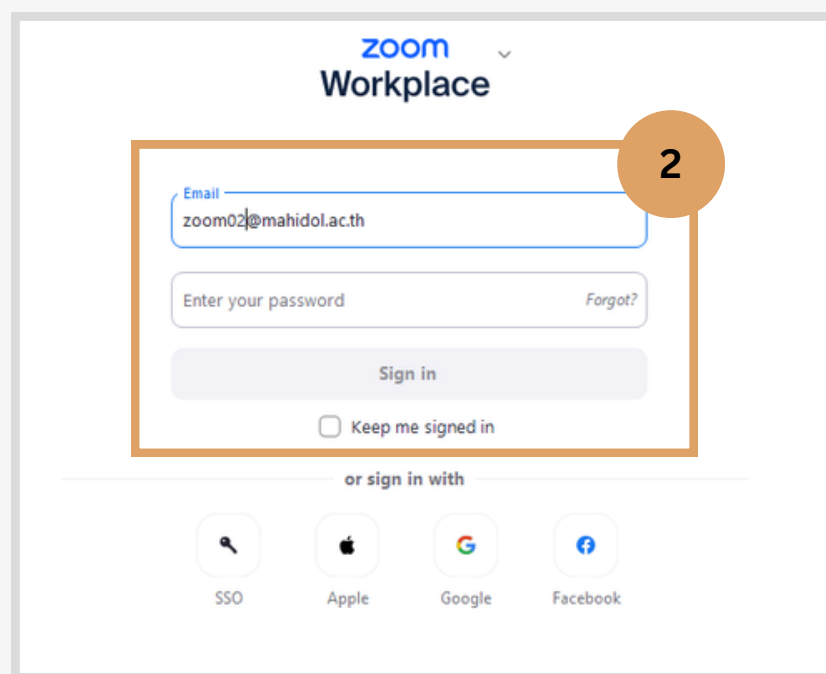 zoom
Workplace
2
Email
zoom02@mahidol.ac.th
Enter your password Forgot?
Sign in
Keep me signed in
or sign in with
SSO Apple Google Facebook